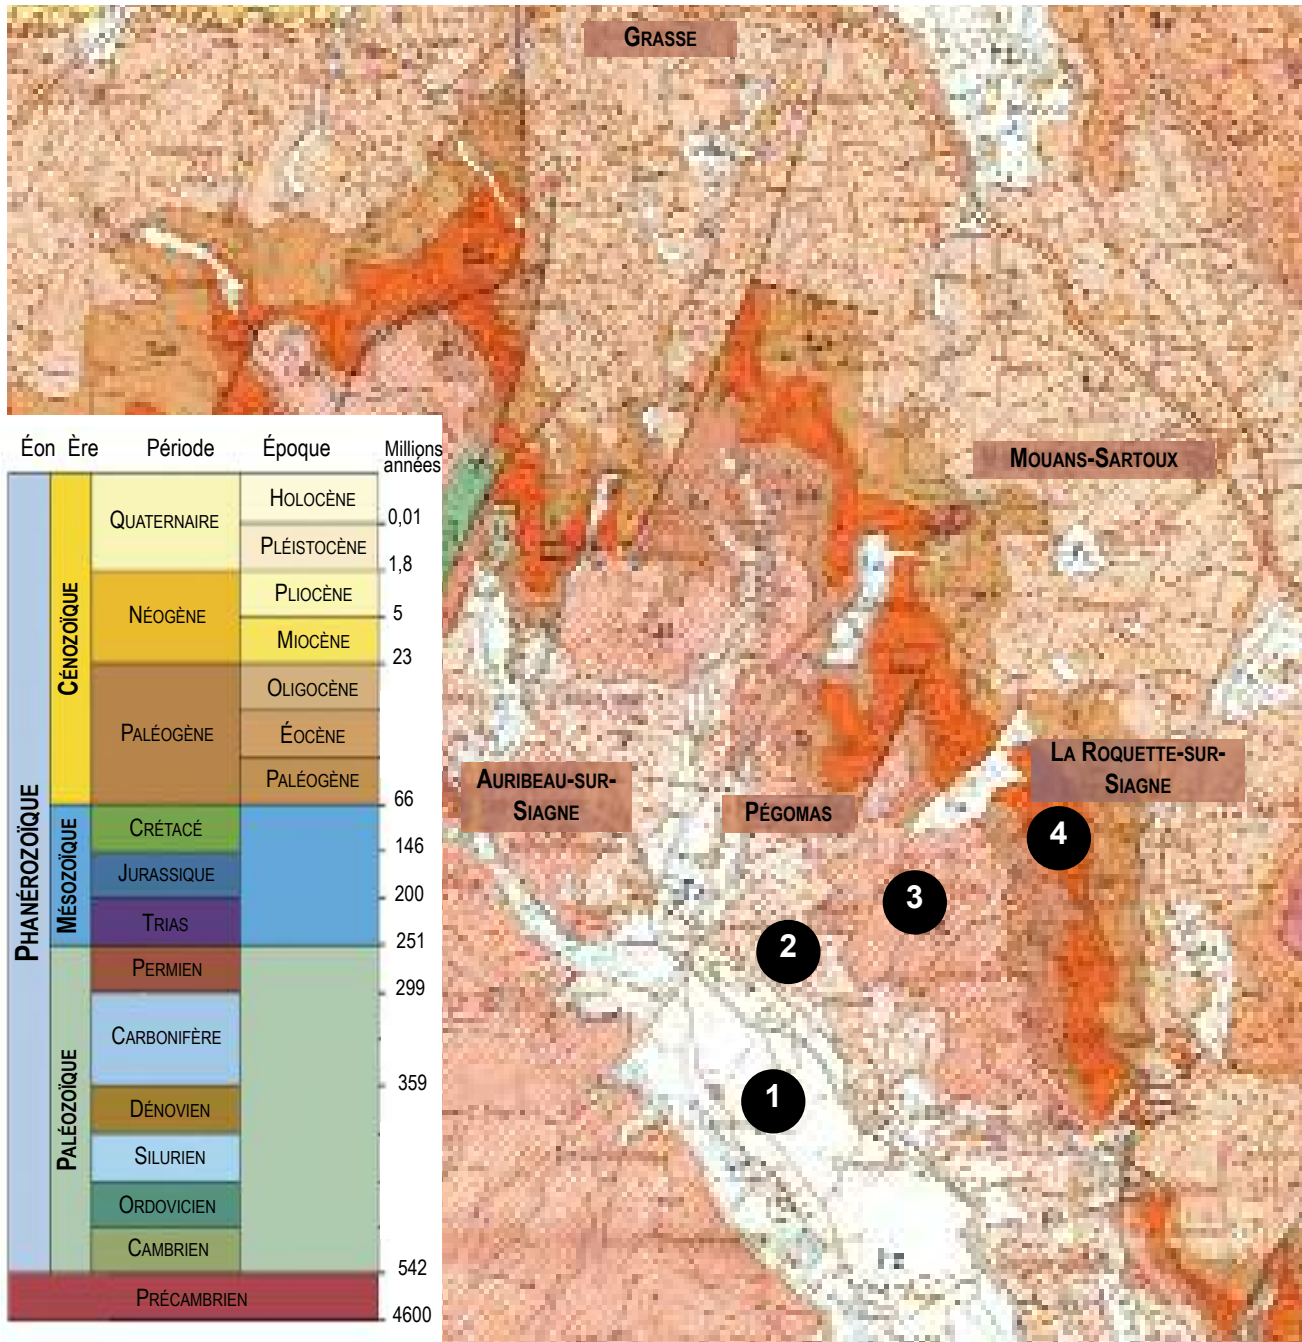 GRASSE
MOUANS-SARTOUX
LA ROQUETTE-SUR-
SIAGNE
AURIBEAU-SUR-
SIAGNE
PÉGOMAS
4
3
2
1
Éon Ère Période Époque Millions
années
PHANÉROZOÏQUE
CÉNOZOÏQUE
QUATERNAIRE
HOLOCÈNE
0,01
PLÉISTOCÈNE
1,8
NÉOGÈNE
PLIOCÈNE
5
MIOCÈNE
23
PALÉOGÈNE
OLIGOCÈNE
ÉOCÈNE
PALÉOGÈNE
66
MÉSOZOÏQUE
CRÉTACÉ
146
JURASSIQUE
200
TRIAS
251
PALÉOZOÏQUE
PERMIEN
299
CARBONIFÈRE
359
DÉNOVIEN
SILURIEN
ORDOVICIEN
CAMBRIEN
542
PRÉCAMBRIEN
4600